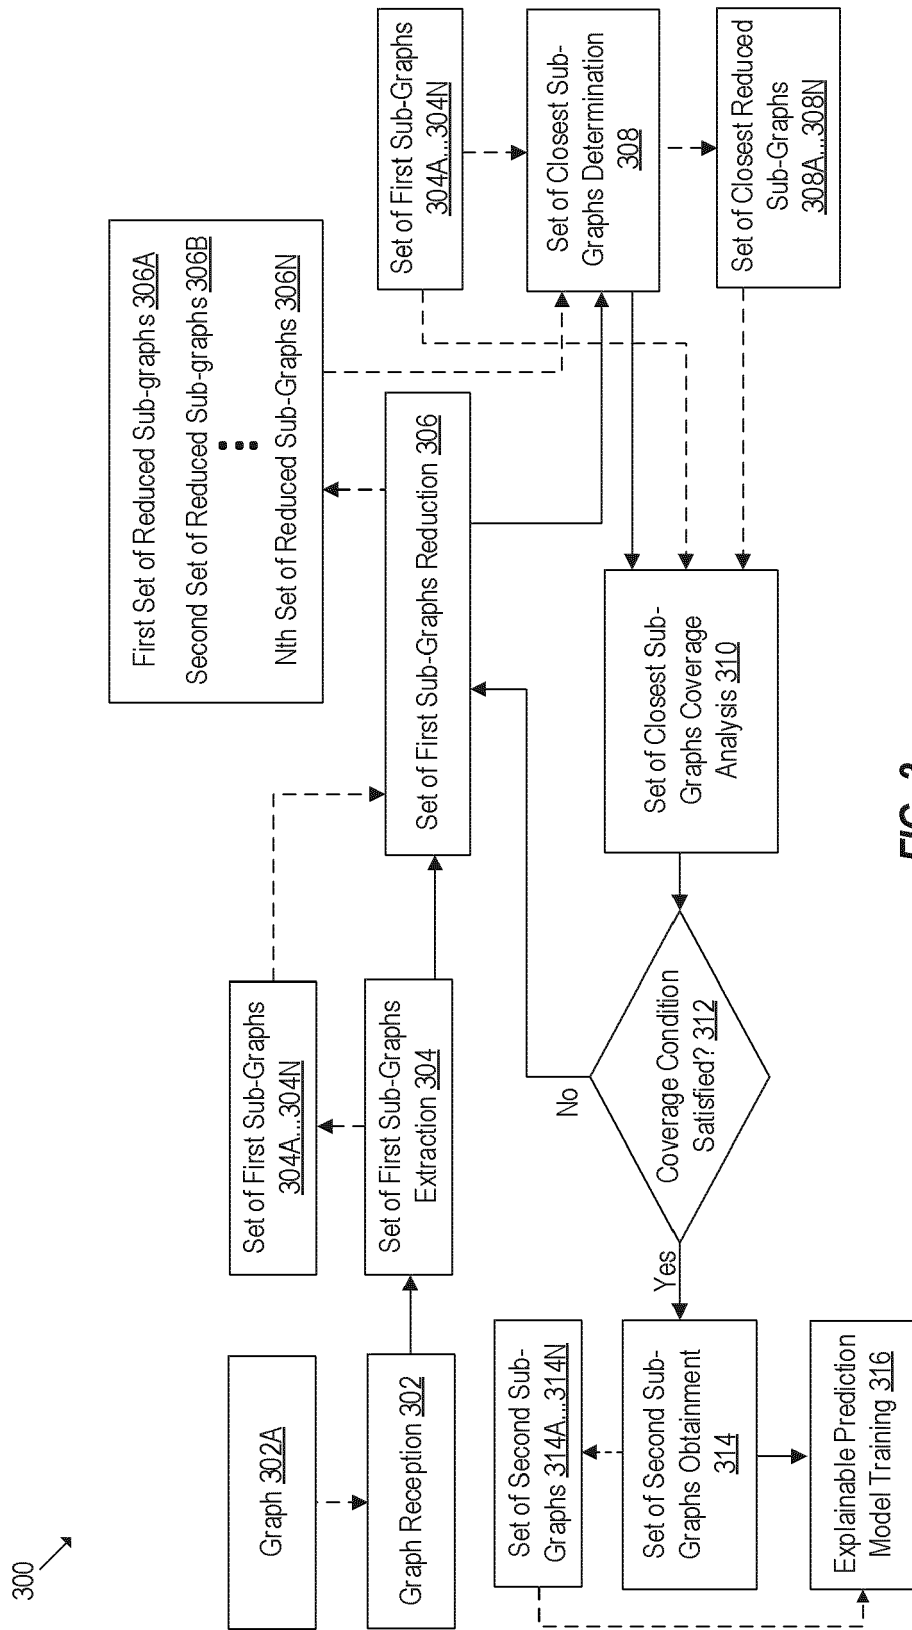 300
Graph 302A
Graph Reception 302
Set of First Sub-Graphs
304A...304N
Set of First Sub-Graphs
Extraction 304
First Set of Reduced Sub-graphs 306A
Second Set of Reduced Sub-graphs 306B
Nth Set of Reduced Sub-Graphs 306N
Set of First Sub-Graphs Reduction 306
Set of First Sub-Graphs
304A...304N
Set of Closest Sub-
Graphs Determination
308
Set of Closest Reduced
Sub-Graphs
308A...308N
Set of Closest Sub-
Graphs Coverage
Analysis 310
Coverage Condition
Satisfied? 312
No
Yes
Set of Second Sub-
Graphs 314A...314N
Set of Second Sub-
Graphs Obtainment
314
Explainable Prediction
Model Training 316
FIG.